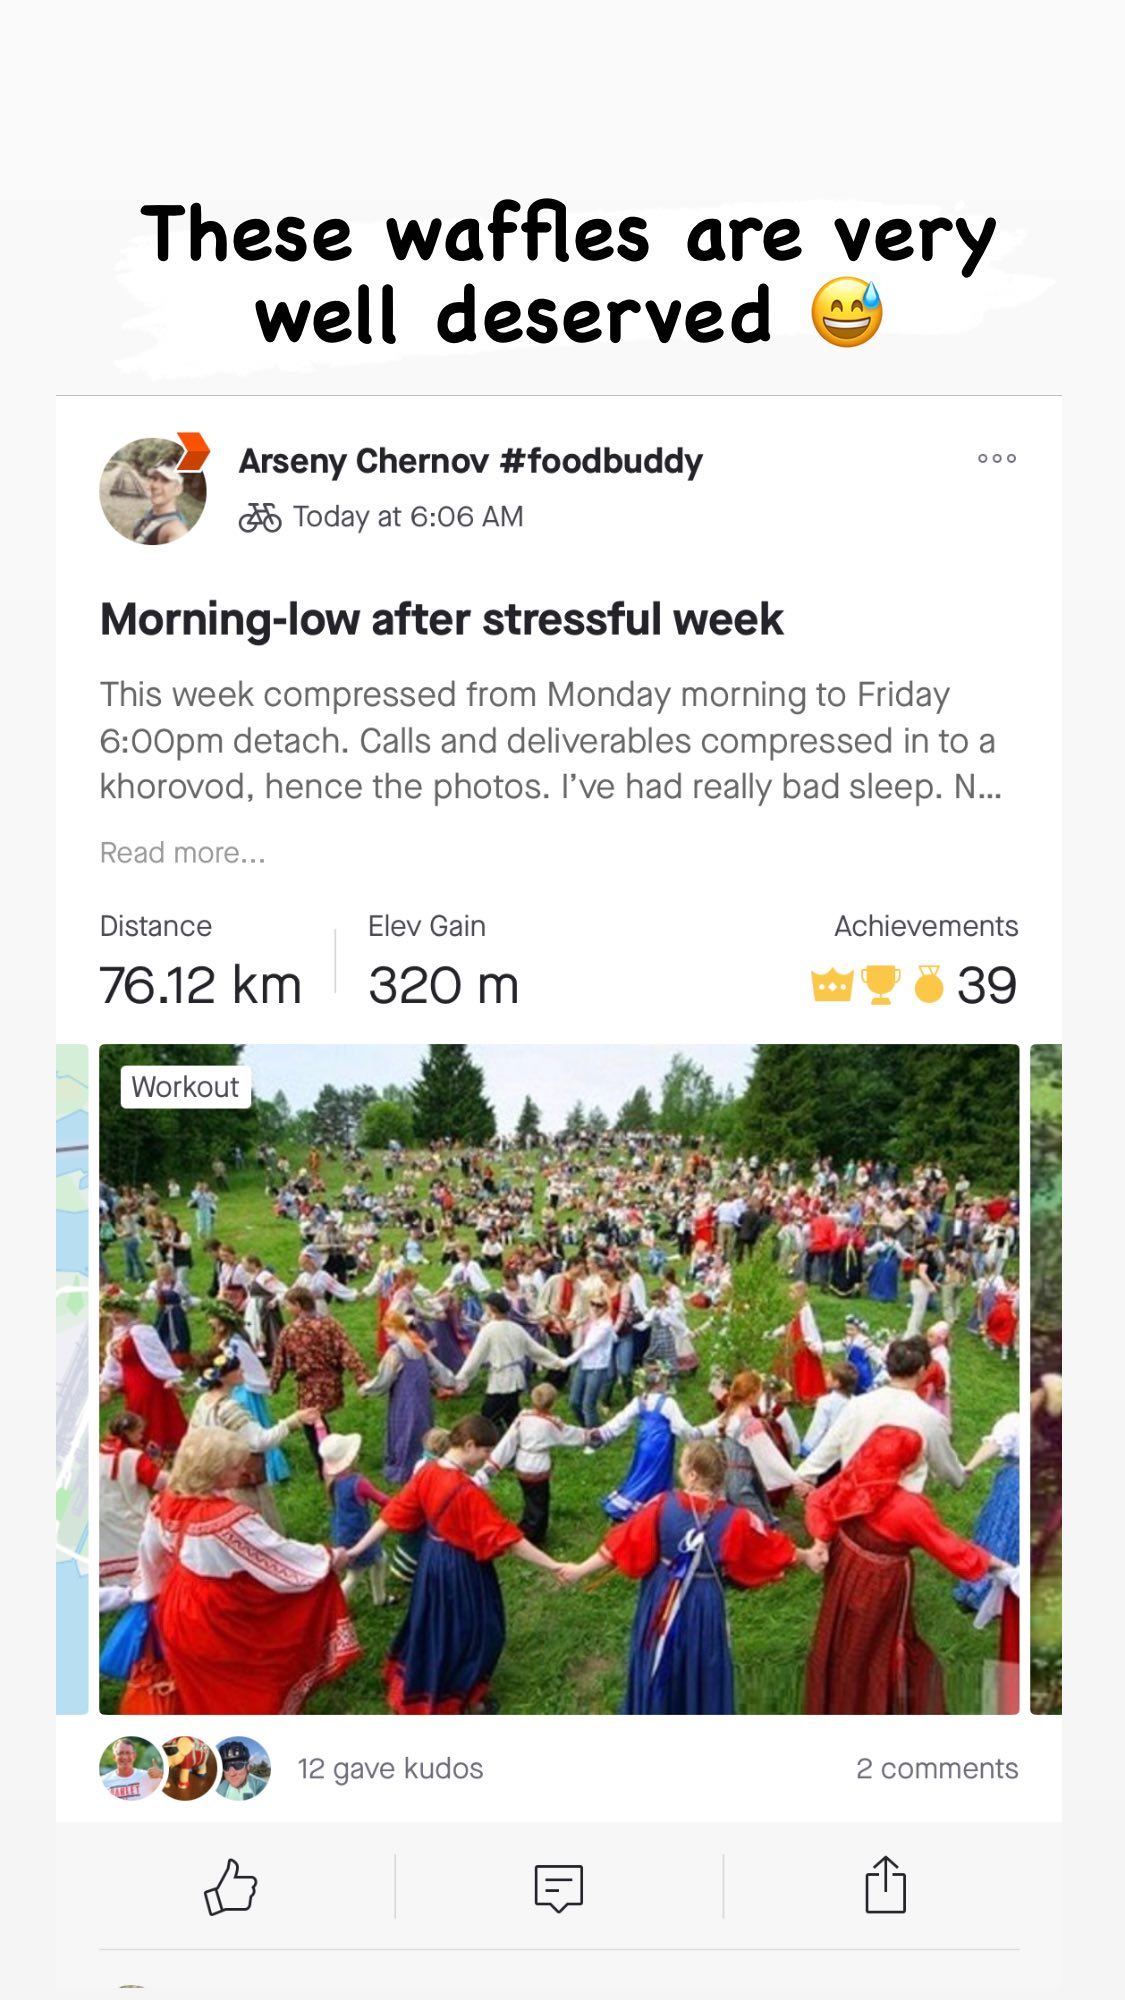 These waffles are very
well deserved 😅
Arseny Chernov #foodbuddy
Today at 6:06 AM
Morning-low after stressful week
This week compressed from Monday morning to Friday
6:00pm detach. Calls and deliverables compressed in to a
khorovod, hence the photos. I've had really bad sleep. N...
Read more...
Distance
Elev Gain
Achievements
76.12 km
320 m
39
Workout
12 gave kudos
2 comments